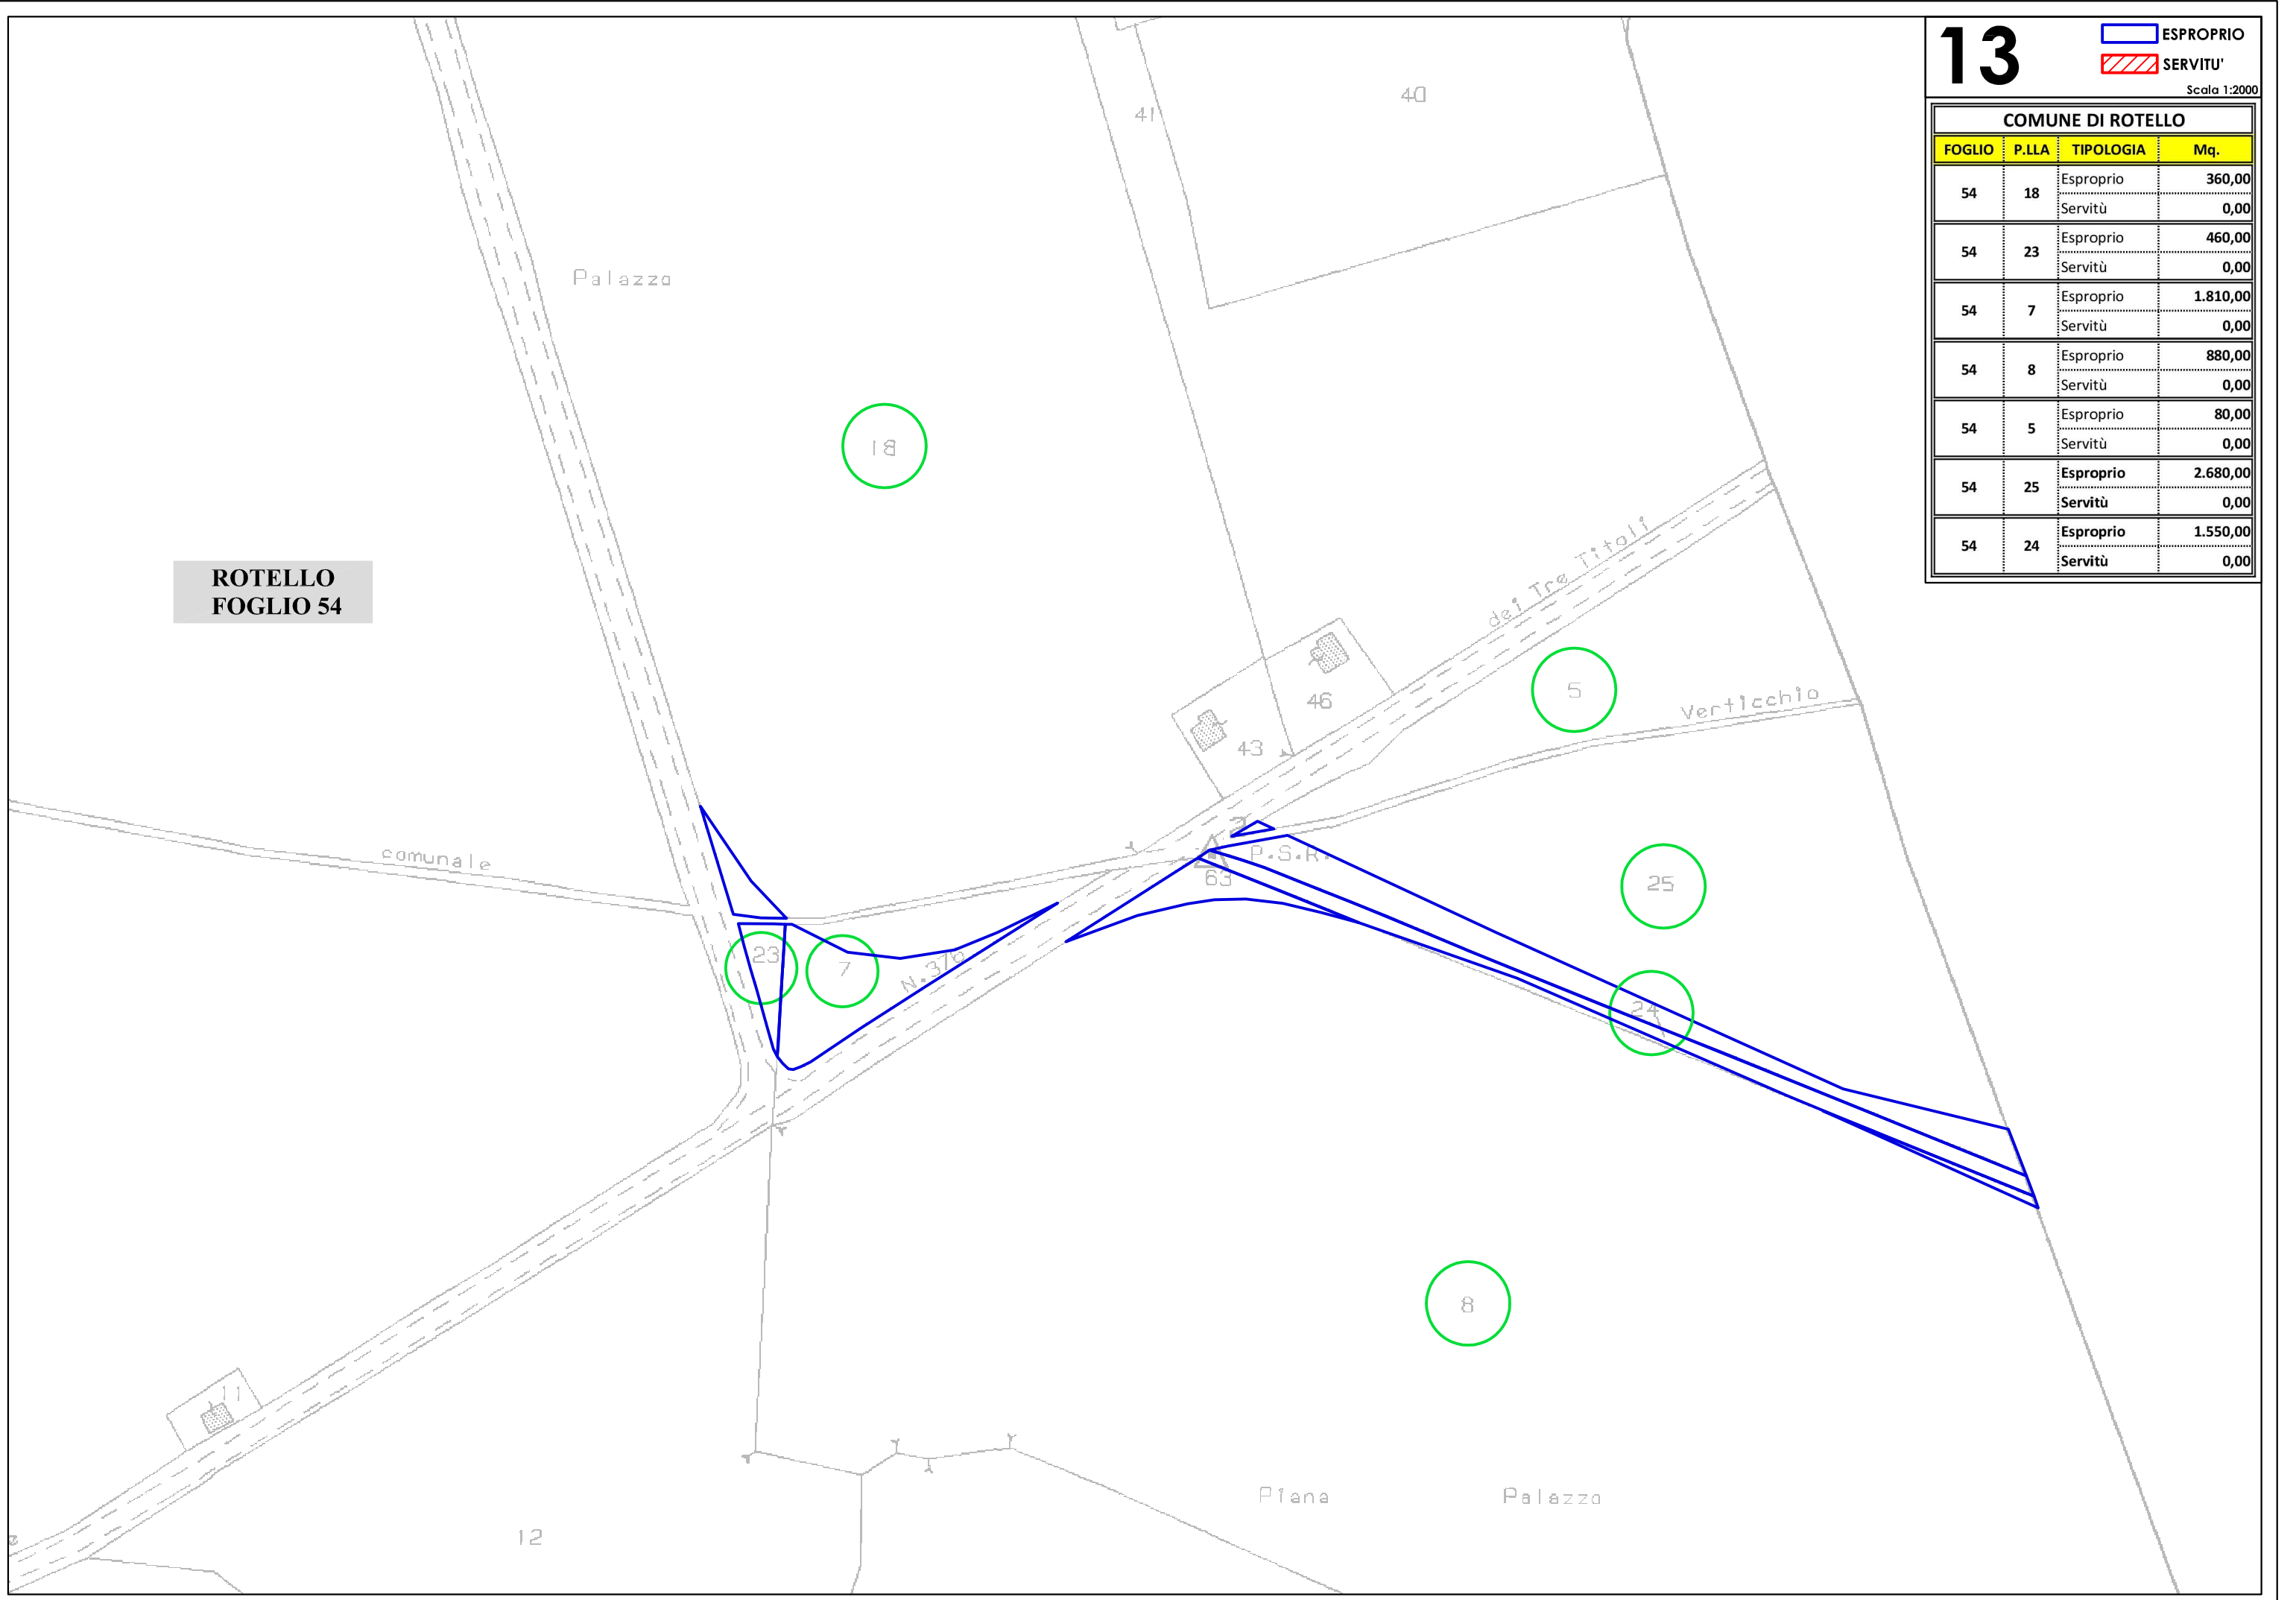 13
ESPROPRIO
SERVITU'
Scala 1:2000
COMUNE DI ROTELLO
FOGLIO P.LLA TIPOLOGIA Mq.
54 18 Esproprio 360,00
Servitù 0,00
54 23 Esproprio 460,00
Servitù 0,00
54 7 Esproprio 1.810,00
Servitù 0,00
54 8 Esproprio 880,00
Servitù 0,00
54 5 Esproprio 80,00
Servitù 0,00
54 25 Esproprio 2.680,00
Servitù 0,00
54 24 Esproprio 1.550,00
Servitù 0,00
40
41
Palazzo
18
ROTELLO
FOGLIO 54
dei Tre Titoli
5
46
Verticchio
43
comunale
P.S.R.
63
25
23
7
N.376
24
8
11
Piana Palazzo
12